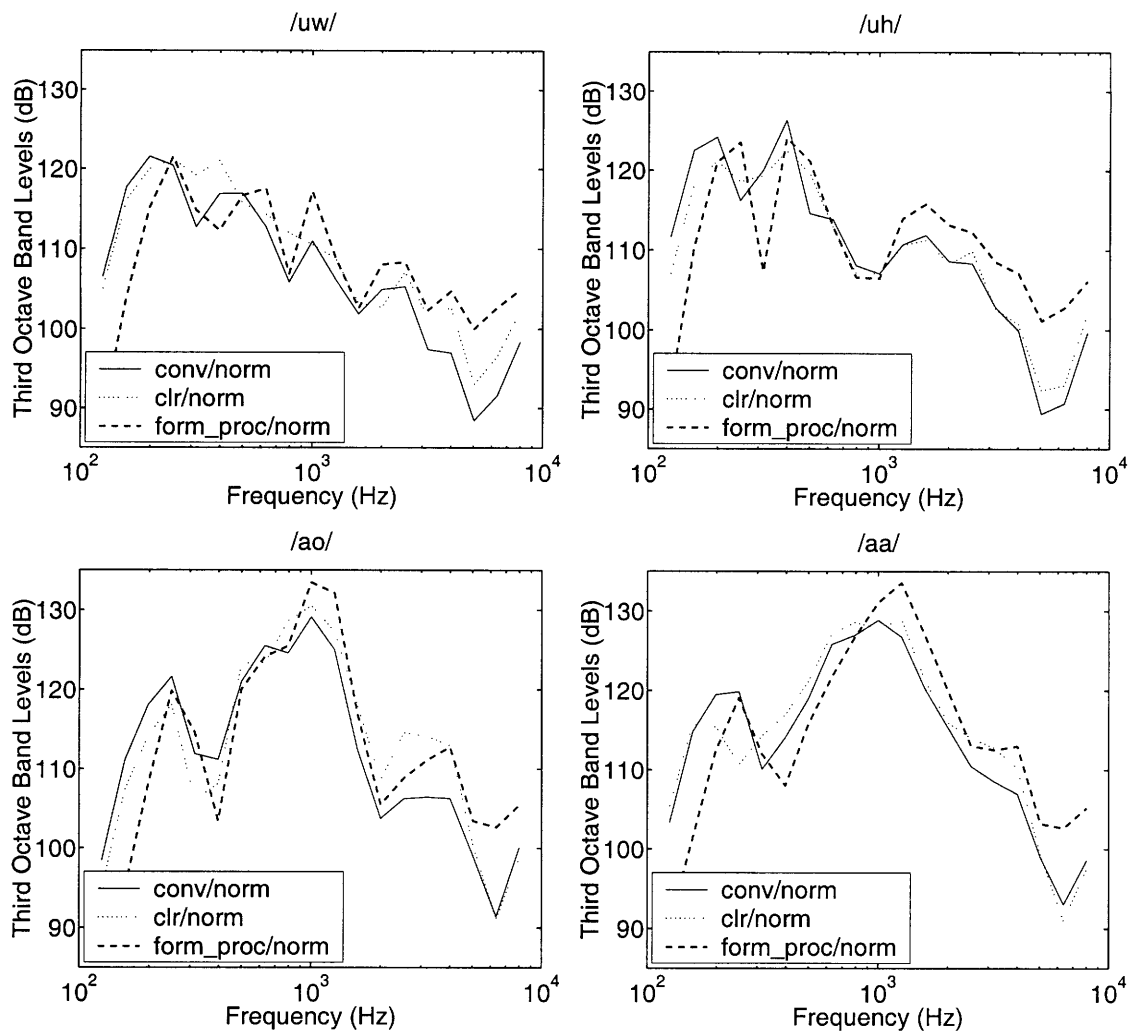 /uw/
Third Octave Band Levels (dB)
130
120
110
100
90
conv/norm
clr/norm
form_proc/norm
10^2
10^3
10^4
Frequency (Hz)
/uh/
Third Octave Band Levels (dB)
130
120
110
100
90
conv/norm
clr/norm
form_proc/norm
10^2
10^3
10^4
Frequency (Hz)
/ao/
Third Octave Band Levels (dB)
130
120
110
100
90
conv/norm
clr/norm
form_proc/norm
10^2
10^3
10^4
Frequency (Hz)
/aa/
Third Octave Band Levels (dB)
130
120
110
100
90
conv/norm
clr/norm
form_proc/norm
10^2
10^3
10^4
Frequency (Hz)